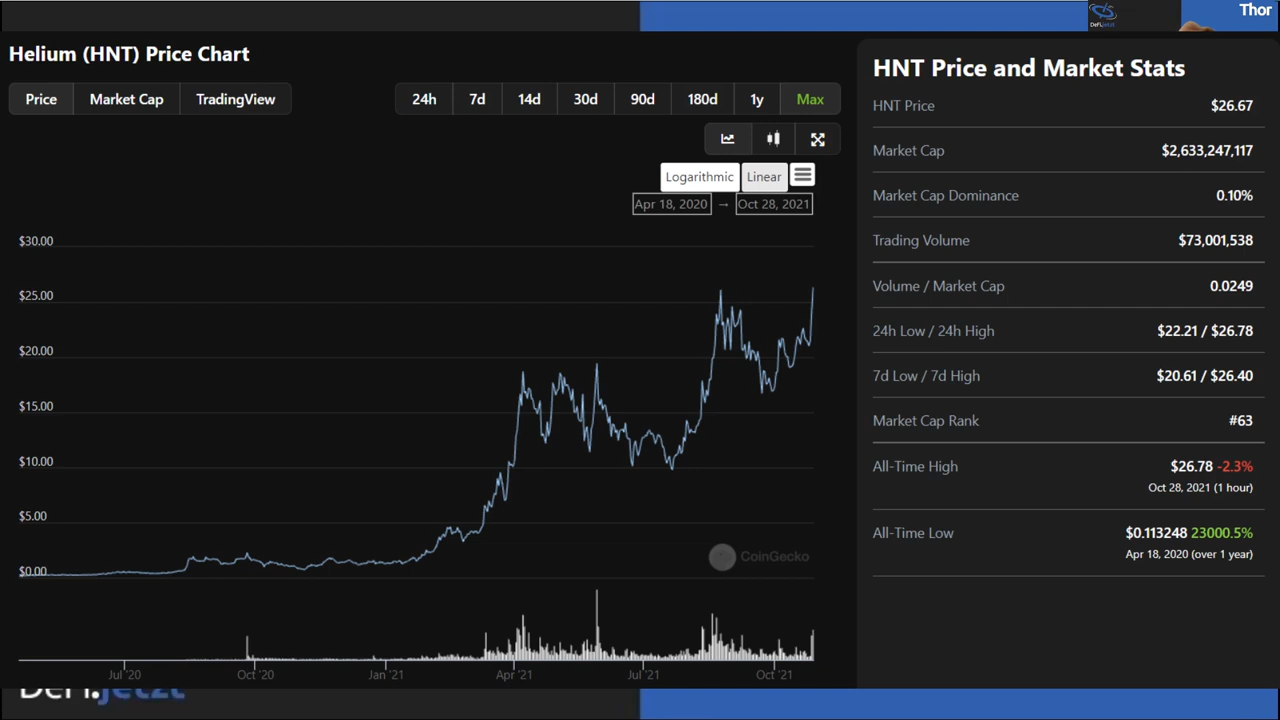 Thor
DeFi.jetzt
Helium (HNT) Price Chart
Price Market Cap TradingView
24h 7d 14d 30d 90d 180d 1y Max
Logarithmic Linear
Apr 18, 2020 → Oct 28, 2021
$30.00
$25.00
$20.00
$15.00
$10.00
$5.00
$0.00
CoinGecko
Jul '20 Oct '20 Jan '21 Apr '21 Jul '21 Oct '21
HNT Price and Market Stats
HNT Price $26.67
Market Cap $2,633,247,117
Market Cap Dominance 0.10%
Trading Volume $73,001,538
Volume / Market Cap 0.0249
24h Low / 24h High $22.21 / $26.78
7d Low / 7d High $20.61 / $26.40
Market Cap Rank #63
All-Time High $26.78 -2.3%
Oct 28, 2021 (1 hour)
All-Time Low $0.113248 23000.5%
Apr 18, 2020 (over 1 year)
DeFi.jetzt